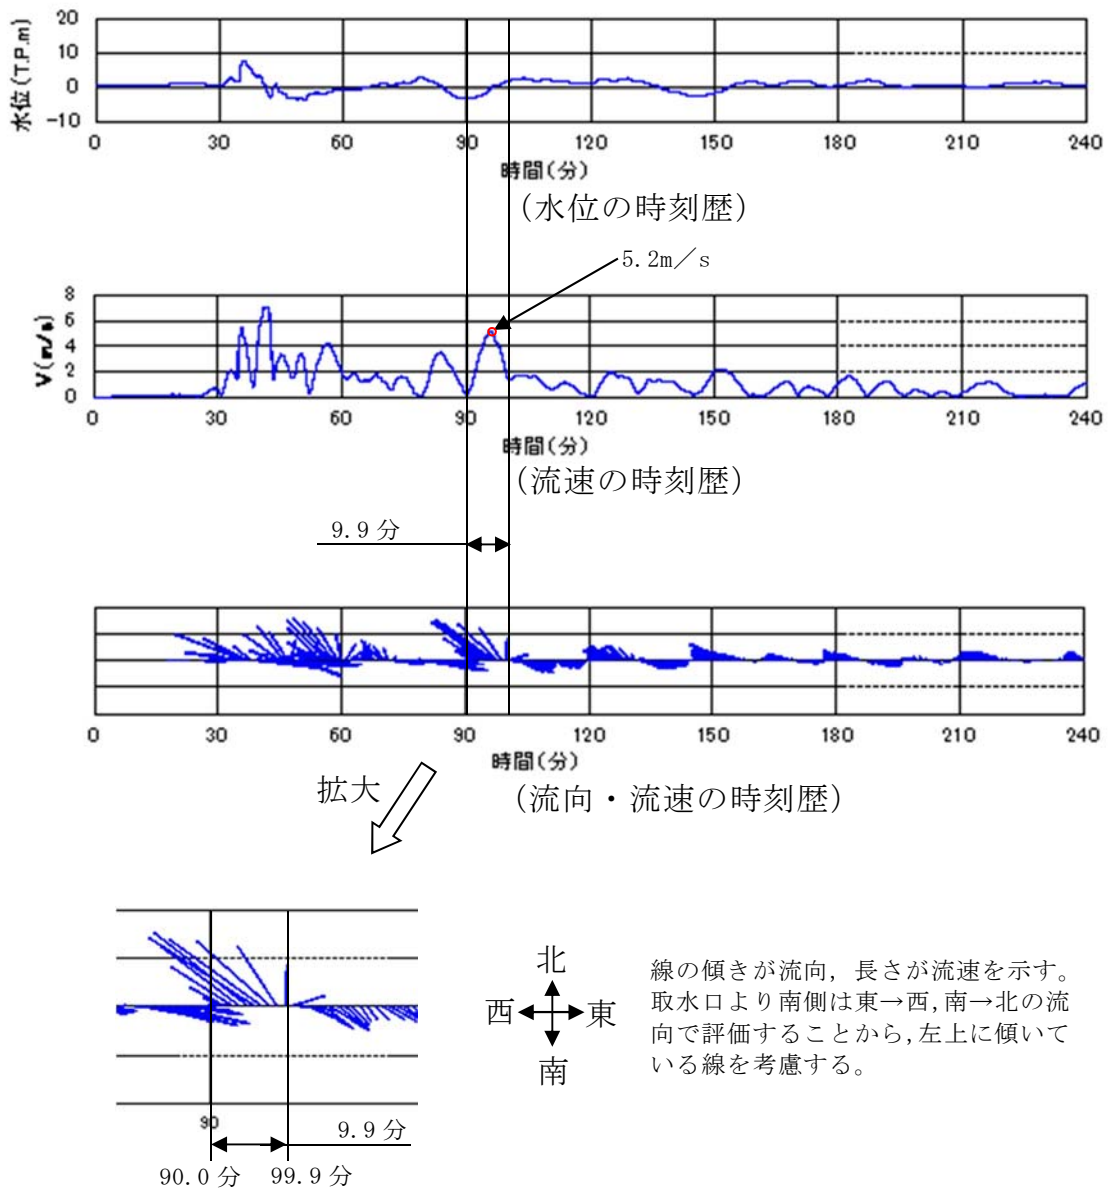 20
10
0
-10
水位(T.P.m)
0 30 60 90 120 150 180 210 240
時間(分)
(水位の時刻歴)
5.2m／s
8
6
4
2
0
V(m/s)
0 30 60 90 120 150 180 210 240
時間(分)
(流速の時刻歴)
9.9 分
0 30 60 90 120 150 180 210 240
時間(分)
(流向・流速の時刻歴)
拡大
90
9.9 分
90.0 分 99.9 分
北
西 東
南
線の傾きが流向，長さが流速を示す。
取水口より南側は東→西,南→北の流
向で評価することから,左上に傾いて
いる線を考慮する。